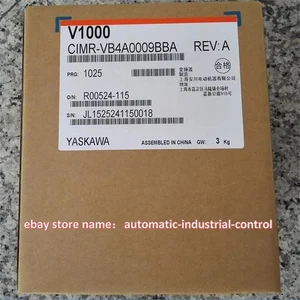 V1000
CIMR-VB4A0009BBA REV: A
PRG: 1025
合格
O/N: R00524-115
S/N: JL1525241150018
YASKAWA ASSEMBLED IN CHINA GW: 3 Kg
ebay store name： automatic-industrial-control